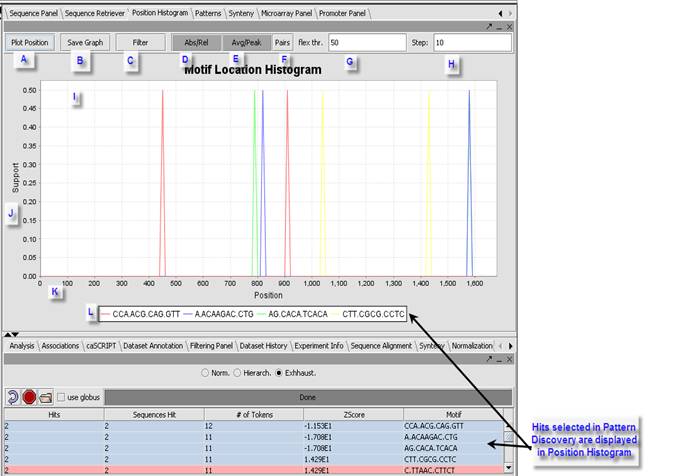 Sequence Panel Sequence Retriever Position Histogram Patterns Synteny Microarray Panel Promoter Panel
Plot Position Save Graph Filter Abs/Rel Avg/Peak Pairs flex thr. 50 Step: 10
A B C D E F G H
Motif Location Histogram
I
0.50
0.45
0.40
0.35
0.30
0.25
0.20
0.15
0.10
0.05
0.00
Support
J
0 100 200 300 400 500 600 700 800 900 1,000 1,100 1,200 1,300 1,400 1,500 1,600
K
Position
L
CCA.ACG.CAG.GTT A.ACAAGAC.CTG AG.CACA.TCACA CTT.CGCG.CCTC
Analysis Associations caSCRIPT Dataset Annotation Filtering Panel Dataset History Experiment Info Sequence Alignment Synteny Normalization
Norm. Hierarch. Exhhaust.
use globus Done
Hits Sequences Hit # of Tokens ZScore Motif
2 2 12 -1.153E1 CCA.ACG.CAG.GTT
2 2 11 -1.708E1 A.ACAAGAC.CTG
2 2 11 -1.708E1 AG.CACA.TCACA
2 2 11 1.429E1 CTT.CGCG.CCTC
2 2 11 1.429E1 C.TTAAC.CTTCT
Hits selected in Pattern
Discovery are displayed
in Position Histogram